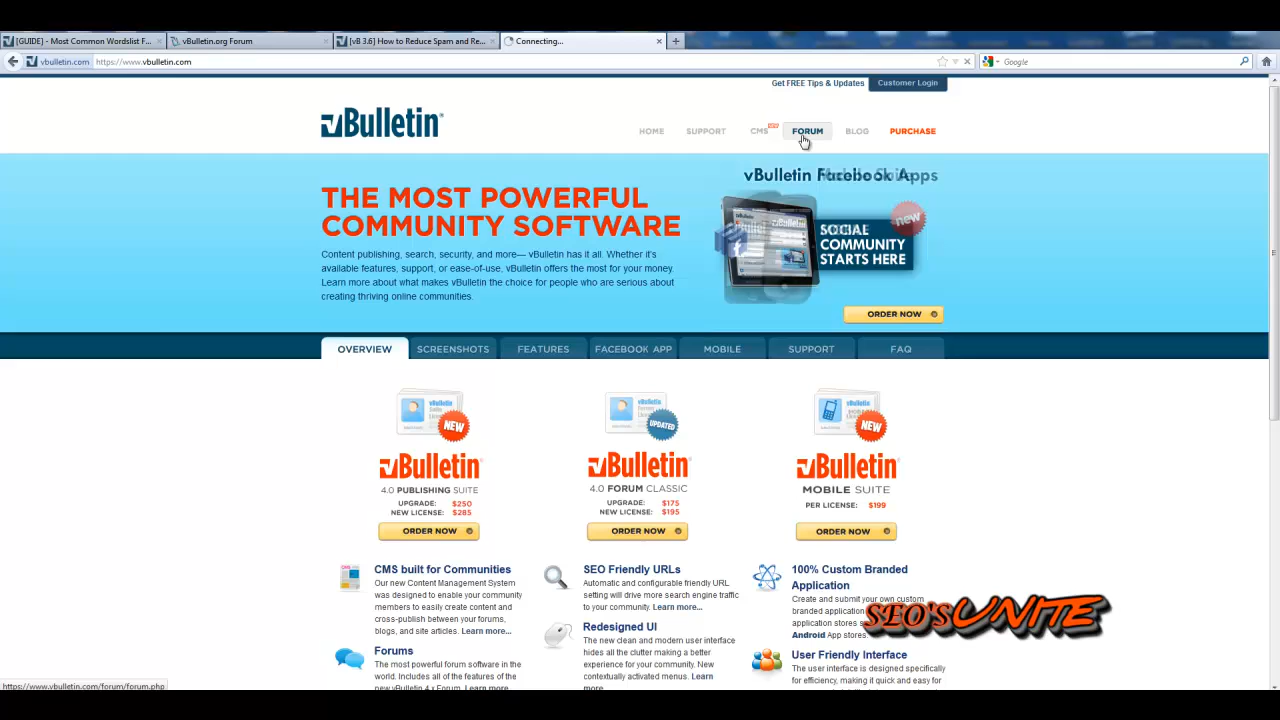 [GUIDE] - Most Common Wordslist F...
vBulletin.org Forum
[vB 3.6] How to Reduce Spam and Re...
Connecting...
vbulletin.com
https://www.vbulletin.com
Google
Get FREE Tips & Updates
Customer Login
vBulletin®
HOME
SUPPORT
CMS
NEW
FORUM
BLOG
PURCHASE
THE MOST POWERFUL
COMMUNITY SOFTWARE
Content publishing, search, security, and more— vBulletin has it all. Whether it's
available features, support, or ease-of-use, vBulletin offers the most for your money.
Learn more about what makes vBulletin the choice for people who are serious about
creating thriving online communities.
vBulletin Facebook Apps
new
SOCIAL
COMMUNITY
STARTS HERE
ORDER NOW
OVERVIEW
SCREENSHOTS
FEATURES
FACEBOOK APP
MOBILE
SUPPORT
FAQ
NEW
vBulletin®
4.0 PUBLISHING SUITE
UPGRADE: $250
NEW LICENSE: $285
ORDER NOW
UPDATED
vBulletin®
4.0 FORUM CLASSIC
UPGRADE: $175
NEW LICENSE: $195
ORDER NOW
NEW
vBulletin®
MOBILE SUITE
PER LICENSE: $199
ORDER NOW
CMS built for Communities
Our new Content Management System
was designed to enable your community
members to easily create content and
cross-publish between your forums,
blogs, and site articles. Learn more...
Forums
The most powerful forum software in the
world. Includes all of the features of the
new vBulletin 4.x Forum. Learn more...
SEO Friendly URLs
Automatic and configurable friendly URL
setting will drive more search engine traffic
to your community. Learn more...
Redesigned UI
The new clean and modern user interface
hides all the clutter making a better
experience for your community. New
contextually activated menus. Learn
more...
100% Custom Branded
Application
Create and submit your own custom
branded application
application stores
Android App stores.
User Friendly Interface
The user interface is designed specifically
for efficiency, making it quick and easy for
SEO'S UNITE
https://www.vbulletin.com/forum/forum.php